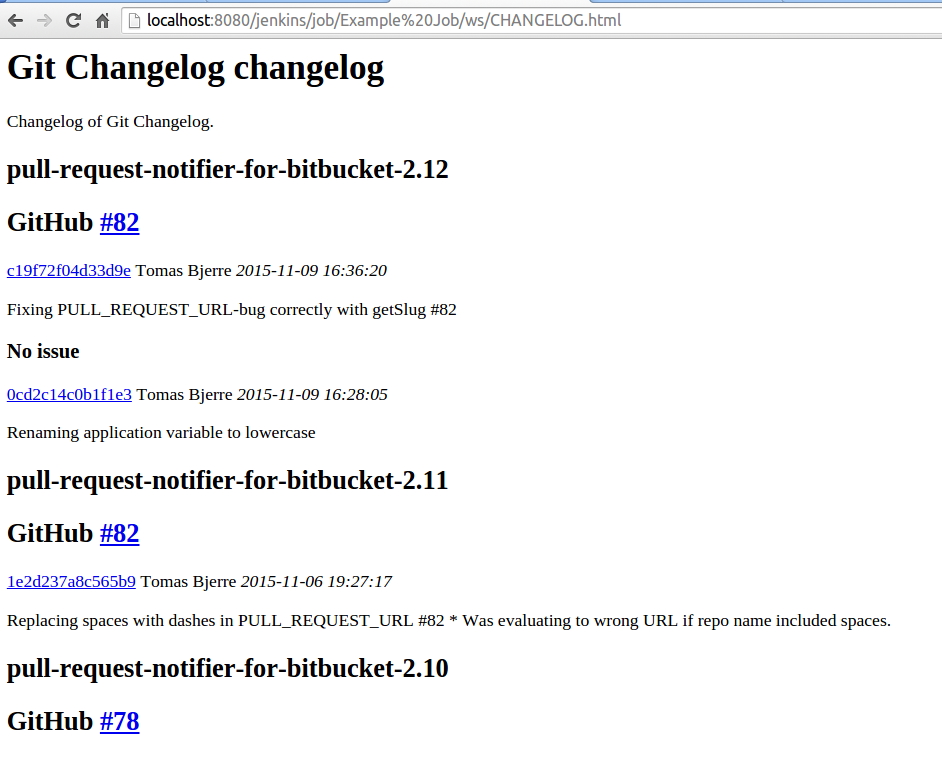 localhost:8080/jenkins/job/Example%20Job/ws/CHANGELOG.html
Git Changelog changelog
Changelog of Git Changelog.
pull-request-notifier-for-bitbucket-2.12
GitHub #82
c19f72f04d33d9e Tomas Bjerre 2015-11-09 16:36:20
Fixing PULL_REQUEST_URL-bug correctly with getSlug #82
No issue
0cd2c14c0b1f1e3 Tomas Bjerre 2015-11-09 16:28:05
Renaming application variable to lowercase
pull-request-notifier-for-bitbucket-2.11
GitHub #82
1e2d237a8c565b9 Tomas Bjerre 2015-11-06 19:27:17
Replacing spaces with dashes in PULL_REQUEST_URL #82 * Was evaluating to wrong URL if repo name included spaces.
pull-request-notifier-for-bitbucket-2.10
GitHub #78